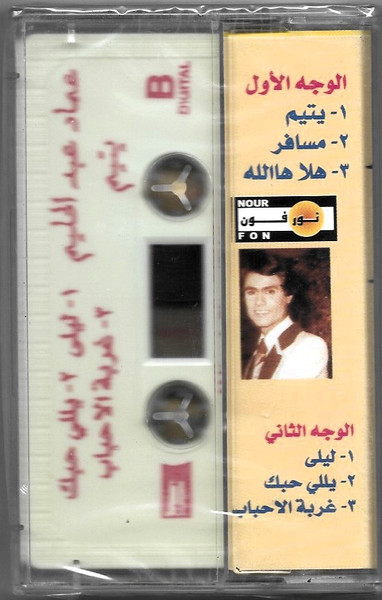 الوجه الأول
١- يتيم
٢- مسافر
٣- هلا هاالله
NOUR
نور فون
FON
الوجه الثاني
١- ليلى
٢- يللي حبك
٣- غربة الاحباب
B
DIGITAL
عماد عبد الحليم
يتيم
١- ليلى ٢- يللي حبك
٣- غربة الاحباب